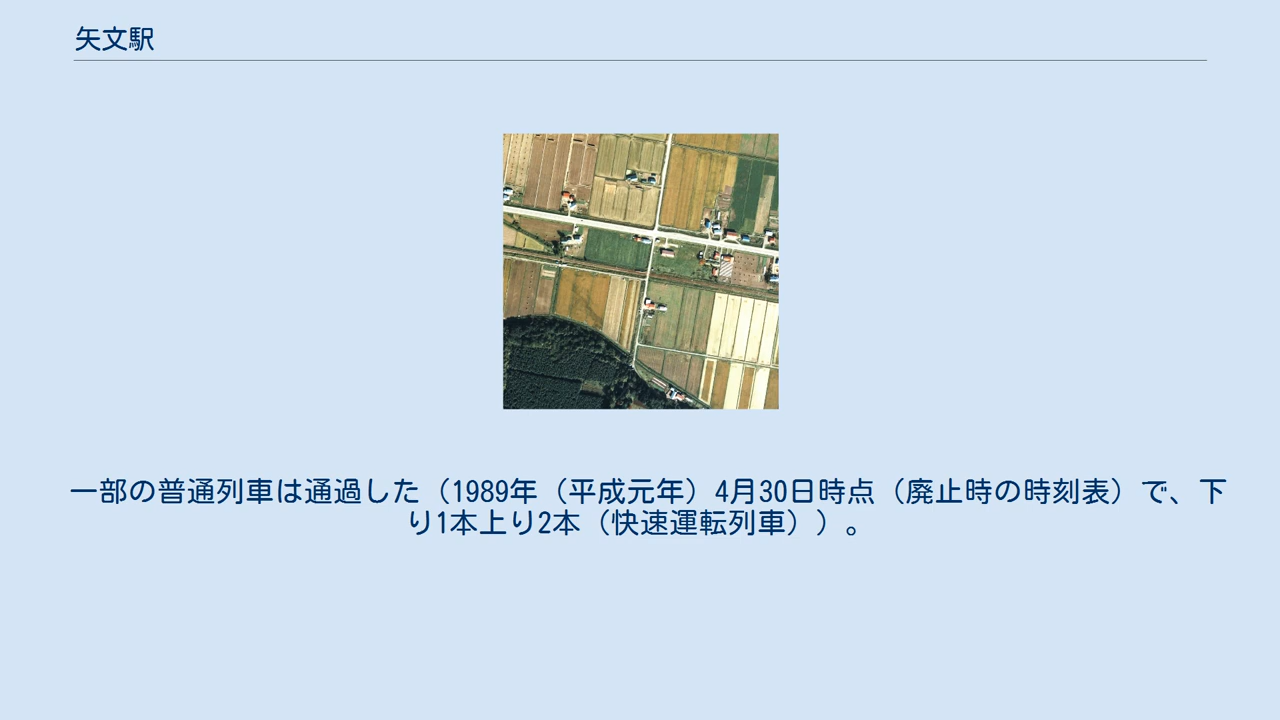 矢文駅
一部の普通列車は通過した（1989年（平成元年）4月30日時点（廃止時の時刻表）で、下
り1本上り2本（快速運転列車））。